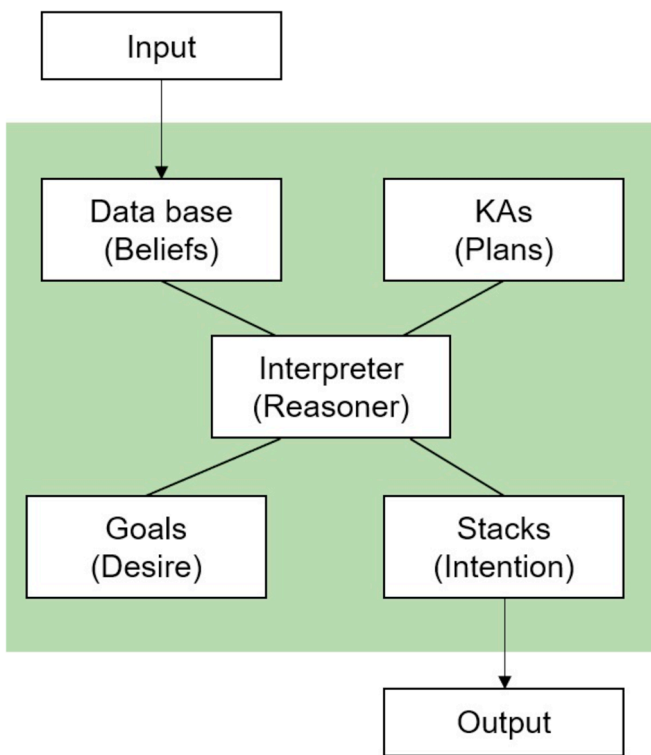 Input
Data base
(Beliefs)
KAs
(Plans)
Interpreter
(Reasoner)
Goals
(Desire)
Stacks
(Intention)
Output